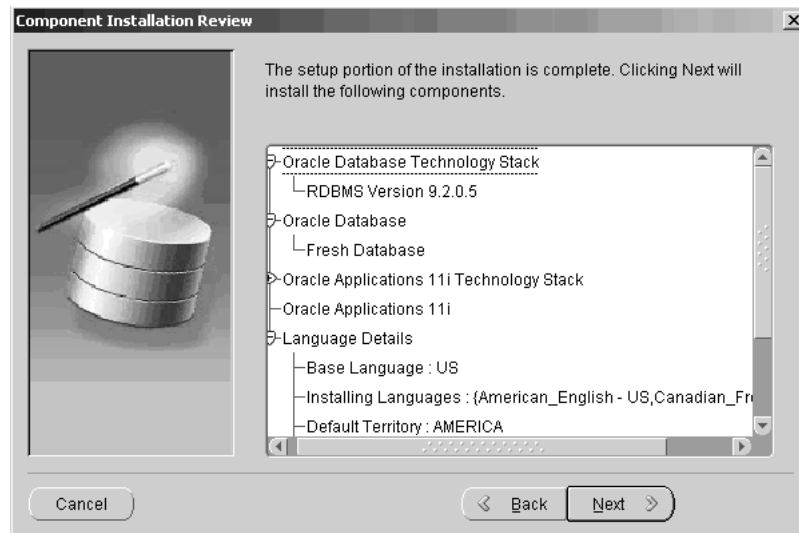 Component Installation Review
The setup portion of the installation is complete. Clicking Next will
install the following components.
Oracle Database Technology Stack
RDBMS Version 9.2.0.5
Oracle Database
Fresh Database
Oracle Applications 11i Technology Stack
Oracle Applications 11i
Language Details
Base Language : US
Installing Languages : {American_English - US,Canadian_Fr
Default Territory : AMERICA
Cancel
Back
Next